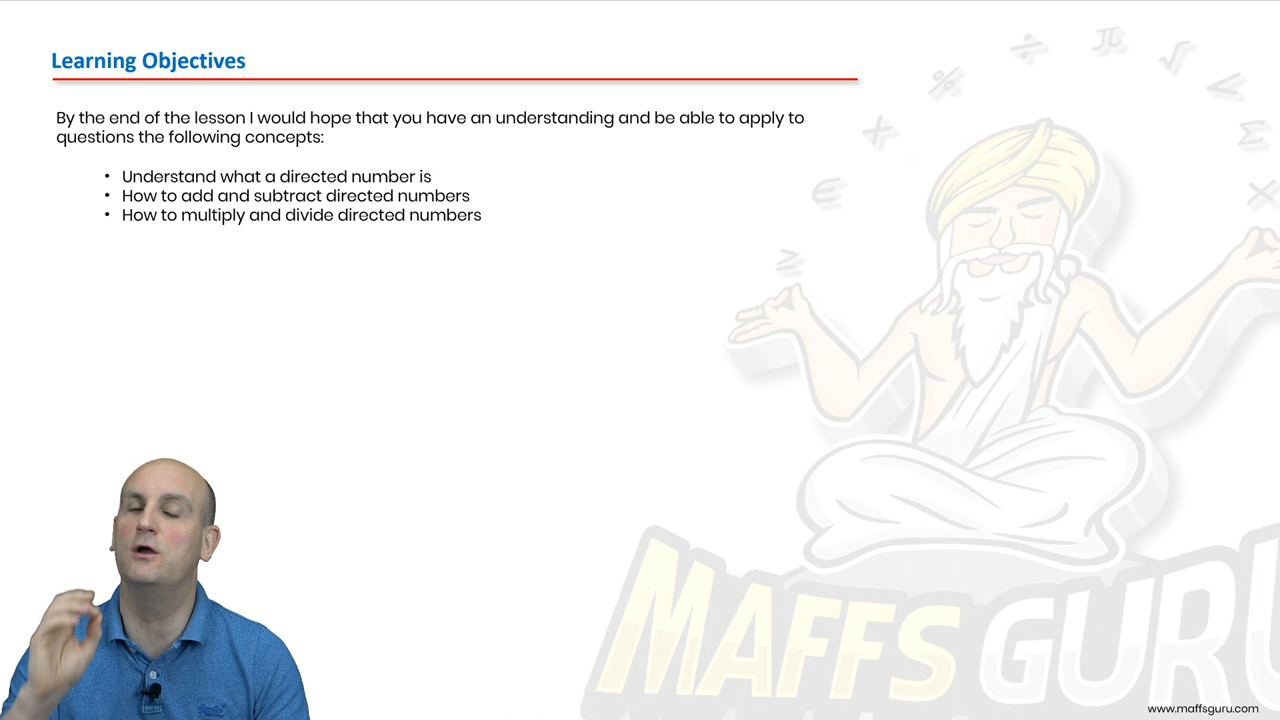 Learning Objectives
By the end of the lesson I would hope that you have an understanding and be able to apply to
questions the following concepts:
• Understand what a directed number is
• How to add and subtract directed numbers
• How to multiply and divide directed numbers
% ÷ π √ <
× Σ
€ ×
≥
MAFFS GURU
www.maffsguru.com